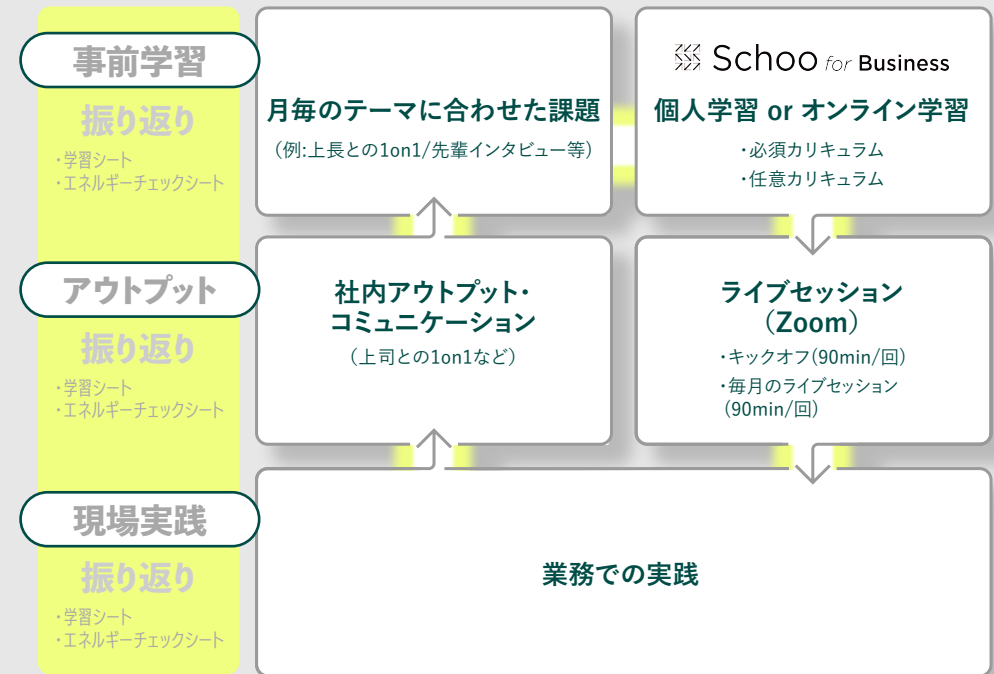 事前学習
振り返り
・学習シート
・エネルギーチェックシート
月毎のテーマに合わせた課題
（例:上長との1on1/先輩インタビュー等）
Schoo for Business
個人学習 or オンライン学習
・必須カリキュラム
・任意カリキュラム
アウトプット
振り返り
・学習シート
・エネルギーチェックシート
社内アウトプット・
コミュニケーション
（上司との1on1など）
ライブセッション
（Zoom）
・キックオフ(90min/回)
・毎月のライブセッション
(90min/回)
現場実践
振り返り
・学習シート
・エネルギーチェックシート
業務での実践